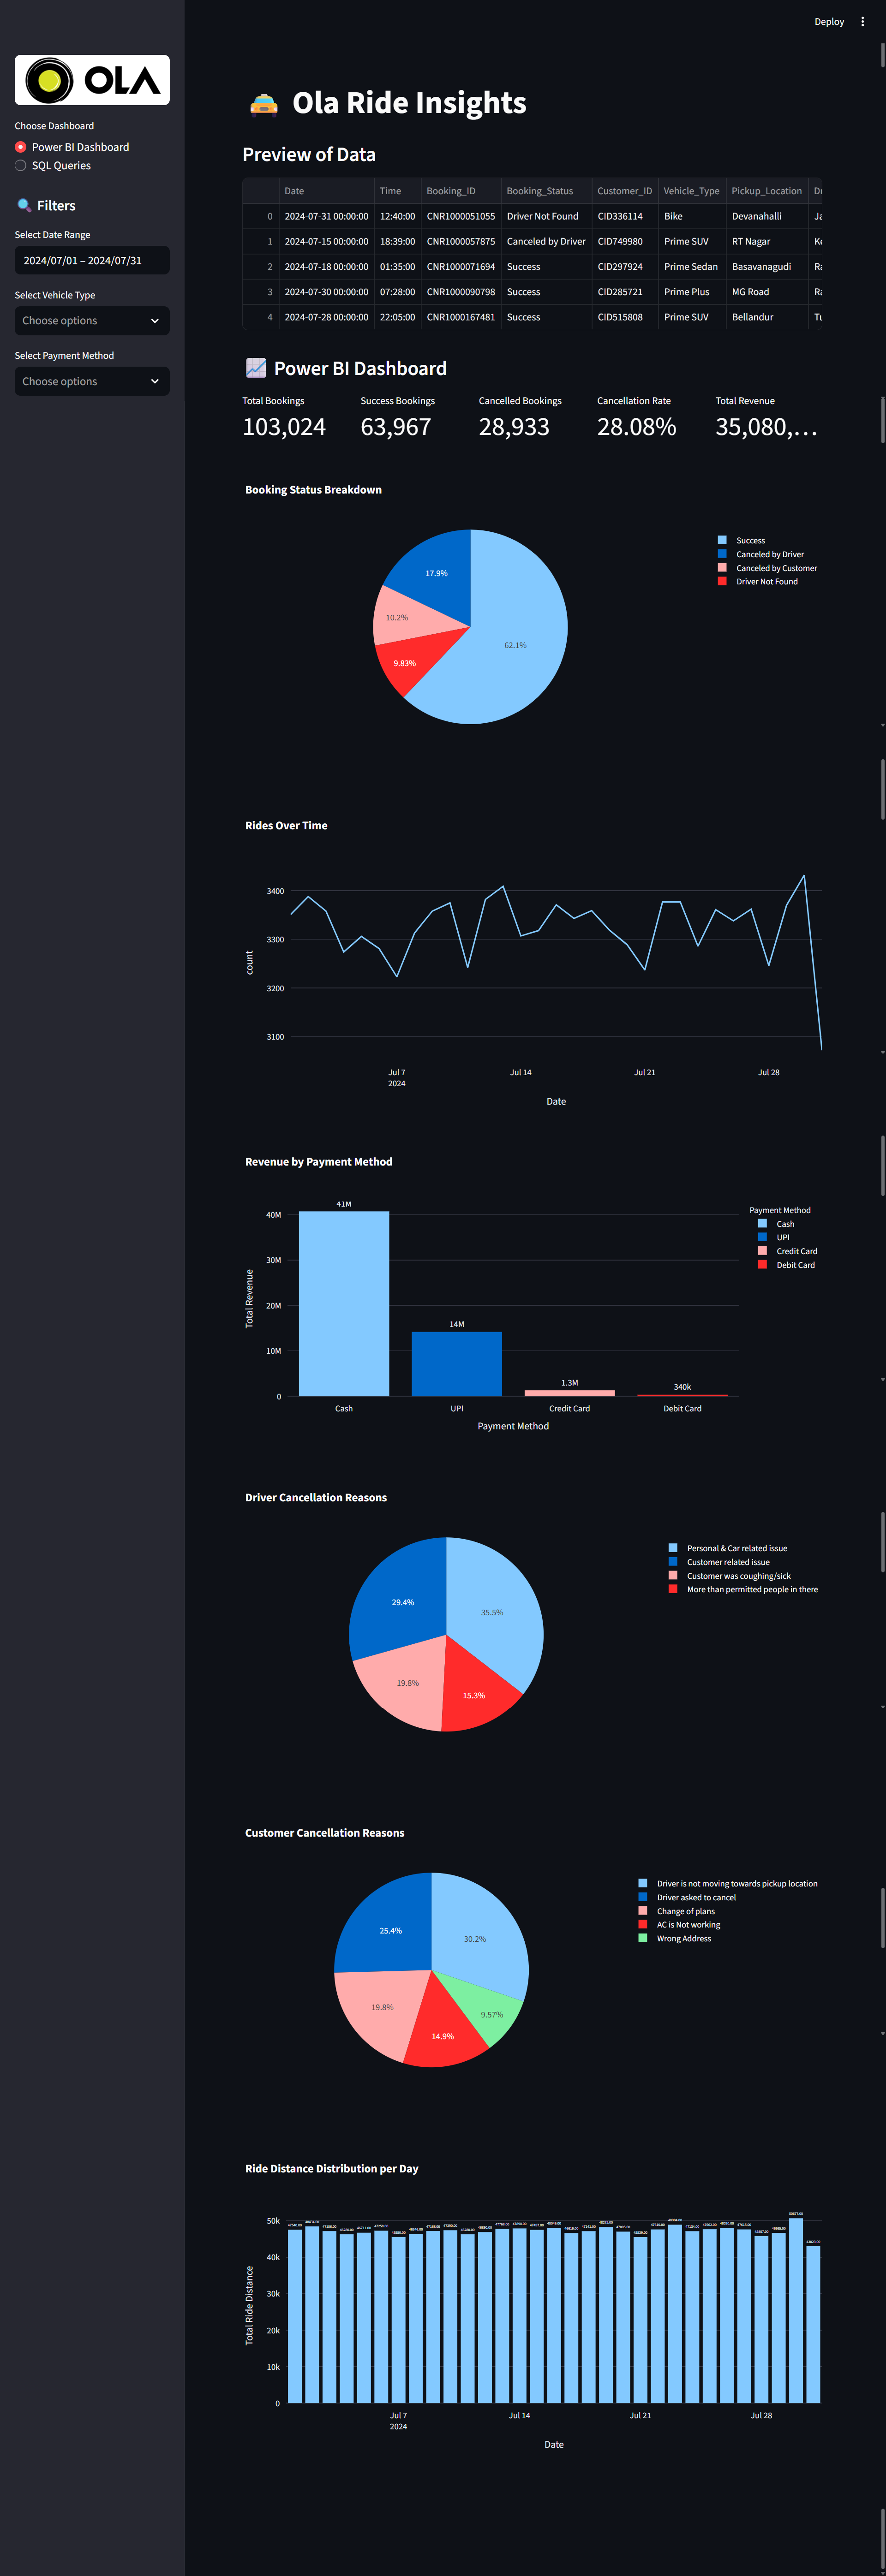 Deploy
OLA
Choose Dashboard
Power BI Dashboard
SQL Queries
Filters
Select Date Range
2024/07/01 – 2024/07/31
Select Vehicle Type
Choose options
Select Payment Method
Choose options
Ola Ride Insights
Preview of Data
Date Time Booking_ID Booking_Status Customer_ID Vehicle_Type Pickup_Location
0 2024-07-31 00:00:00 12:40:00 CNR1000051055 Driver Not Found CID336114 Bike Devanahalli
1 2024-07-15 00:00:00 18:39:00 CNR1000057875 Canceled by Driver CID749980 Prime SUV RT Nagar
2 2024-07-18 00:00:00 01:35:00 CNR1000071694 Success CID297924 Prime Sedan Basavanagudi
3 2024-07-30 00:00:00 07:28:00 CNR1000090798 Success CID285721 Prime Plus MG Road
4 2024-07-28 00:00:00 22:05:00 CNR1000167481 Success CID515808 Prime SUV Bellandur
Power BI Dashboard
Total Bookings Success Bookings Cancelled Bookings Cancellation Rate Total Revenue
103,024 63,967 28,933 28.08% 35,080,…
Booking Status Breakdown
Success
Canceled by Driver
Canceled by Customer
Driver Not Found
17.9%
10.2%
62.1%
9.83%
Rides Over Time
3400
3300
3200
3100
count
Jul 7 Jul 14 Jul 21 Jul 28
2024
Date
Revenue by Payment Method
41M
14M
1.3M
340k
40M
30M
20M
10M
0
Total Revenue
Cash UPI Credit Card Debit Card
Payment Method
Payment Method
Cash
UPI
Credit Card
Debit Card
Driver Cancellation Reasons
Personal & Car related issue
Customer related issue
Customer was coughing/sick
More than permitted people in there
29.4%
35.5%
19.8%
15.3%
Customer Cancellation Reasons
Driver is not moving towards pickup location
Driver asked to cancel
Change of plans
AC is Not working
Wrong Address
25.4%
30.2%
19.8%
9.57%
14.9%
Ride Distance Distribution per Day
50k
40k
30k
20k
10k
0
Total Ride Distance
Jul 7 Jul 14 Jul 21 Jul 28
2024
Date